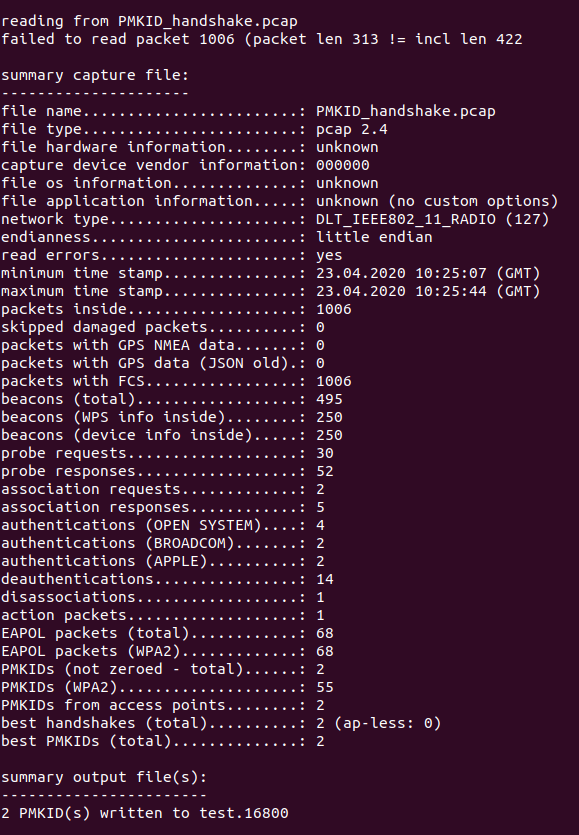 reading from PMKID_handshake.pcap
failed to read packet 1006 (packet len 313 != incl len 422
summary capture file:
---------------------
file name........................: PMKID_handshake.pcap
file type........................: pcap 2.4
file hardware information........: unknown
capture device vendor information: 000000
file os information..............: unknown
file application information.....: unknown (no custom options)
network type.....................: DLT_IEEE802_11_RADIO (127)
endianness.......................: little endian
read errors......................: yes
minimum time stamp...............: 23.04.2020 10:25:07 (GMT)
maximum time stamp...............: 23.04.2020 10:25:44 (GMT)
packets inside...................: 1006
skipped damaged packets..........: 0
packets with GPS NMEA data.......: 0
packets with GPS data (JSON old).: 0
packets with FCS.................: 1006
beacons (total)..................: 495
beacons (WPS info inside)........: 250
beacons (device info inside).....: 250
probe requests...................: 30
probe responses..................: 52
association requests.............: 2
association responses............: 5
authentications (OPEN SYSTEM)....: 4
authentications (BROADCOM).......: 2
authentications (APPLE)..........: 2
deauthentications................: 14
disassociations..................: 1
action packets...................: 1
EAPOL packets (total)............: 68
EAPOL packets (WPA2).............: 68
PMKIDs (not zeroed - total)......: 2
PMKIDs (WPA2)....................: 55
PMKIDs from access points........: 2
best handshakes (total)..........: 2 (ap-less: 0)
best PMKIDs (total)..............: 2
summary output file(s):
-----------------------
2 PMKID(s) written to test.16800